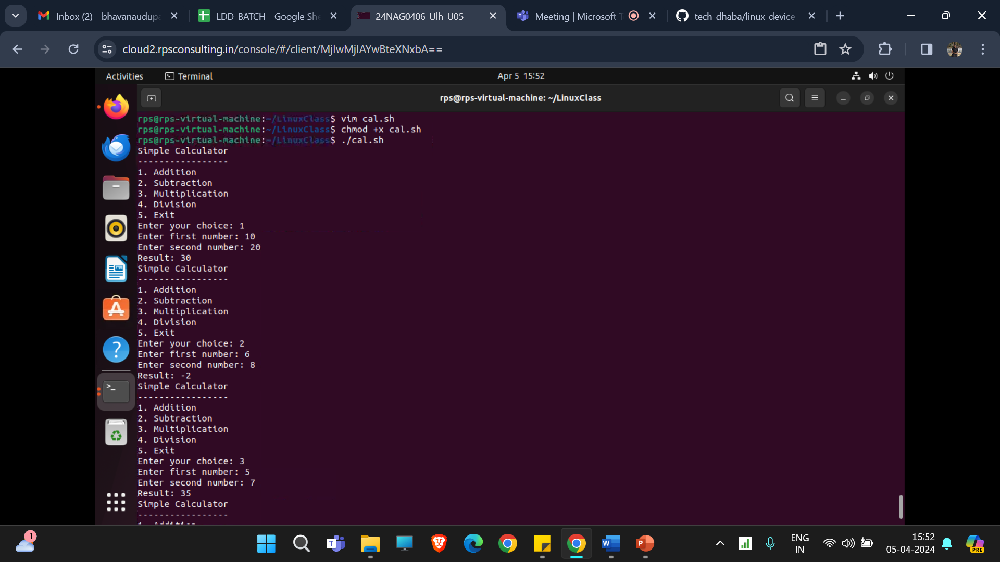 Inbox (2) - bhavanaudupa
LDD_BATCH - Google She
24NAG0406_Ulh_U05
Meeting | Microsoft T
tech-dhaba/linux_device_
cloud2.rpsconsulting.in/console/#/client/MjIwMjIAYwBteXNxbA==
Activities
Terminal
Apr 5 15:52
rps@rps-virtual-machine: ~/LinuxClass
rps@rps-virtual-machine:~/LinuxClass$ vim cal.sh
rps@rps-virtual-machine:~/LinuxClass$ chmod +x cal.sh
rps@rps-virtual-machine:~/LinuxClass$ ./cal.sh
Simple Calculator
-----------------
1. Addition
2. Subtraction
3. Multiplication
4. Division
5. Exit
Enter your choice: 1
Enter first number: 10
Enter second number: 20
Result: 30
Simple Calculator
-----------------
1. Addition
2. Subtraction
3. Multiplication
4. Division
5. Exit
Enter your choice: 2
Enter first number: 6
Enter second number: 8
Result: -2
Simple Calculator
-----------------
1. Addition
2. Subtraction
3. Multiplication
4. Division
5. Exit
Enter your choice: 3
Enter first number: 5
Enter second number: 7
Result: 35
Simple Calculator
-----------------
1. Addition
1
ENG
IN
15:52
05-04-2024
PRE